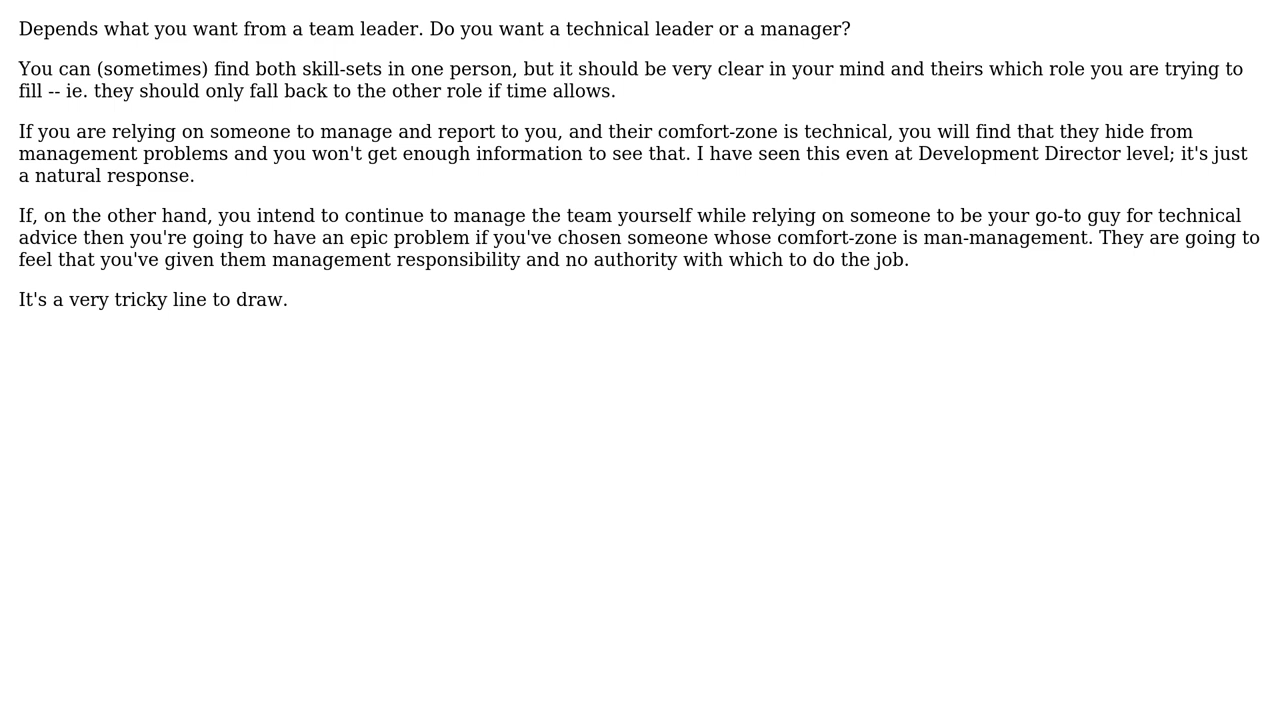 Depends what you want from a team leader. Do you want a technical leader or a manager?
You can (sometimes) find both skill-sets in one person, but it should be very clear in your mind and theirs which role you are trying to
fill -- ie. they should only fall back to the other role if time allows.
If you are relying on someone to manage and report to you, and their comfort-zone is technical, you will find that they hide from
management problems and you won't get enough information to see that. I have seen this even at Development Director level; it's just
a natural response.
If, on the other hand, you intend to continue to manage the team yourself while relying on someone to be your go-to guy for technical
advice then you're going to have an epic problem if you've chosen someone whose comfort-zone is man-management. They are going to
feel that you've given them management responsibility and no authority with which to do the job.
It's a very tricky line to draw.